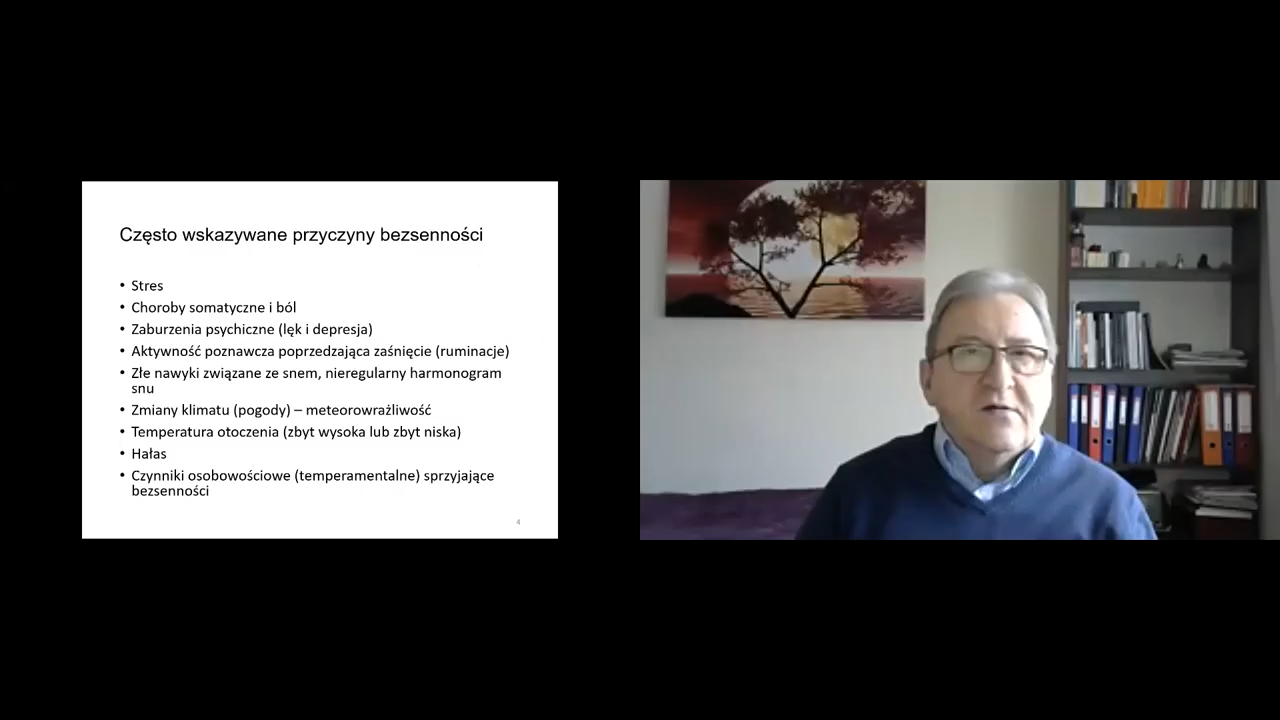 Często wskazywane przyczyny bezsenności
• Stres
• Choroby somatyczne i ból
• Zaburzenia psychiczne (lęk i depresja)
• Aktywność poznawcza poprzedzająca zaśnięcie (ruminacje)
• Złe nawyki związane ze snem, nieregularny harmonogram
snu
• Zmiany klimatu (pogody) – meteorowrażliwość
• Temperatura otoczenia (zbyt wysoka lub zbyt niska)
• Hałas
• Czynniki osobowościowe (temperamentalne) sprzyjające
bezsenności
4